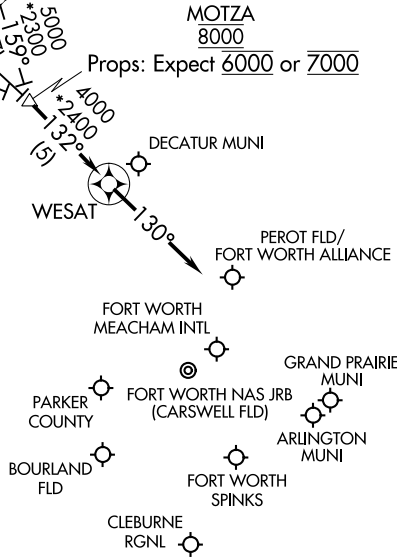 MOTZA
8000
Props: Expect 6000 or 7000
5000
*2300
159°
4000
*2400
132°
(5)
DECATUR MUNI
WESAT
130°
PEROT FLD/
FORT WORTH ALLIANCE
FORT WORTH
MEACHAM INTL
GRAND PRAIRIE
MUNI
PARKER
COUNTY
FORT WORTH NAS JRB
(CARSWELL FLD)
ARLINGTON
MUNI
BOURLAND
FLD
FORT WORTH
SPINKS
CLEBURNE
RGNL